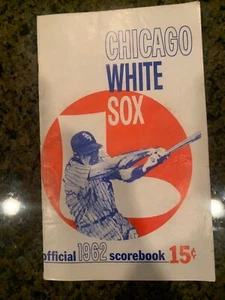 CHICAGO
WHITE
SOX
official 1962 scorebook 15¢